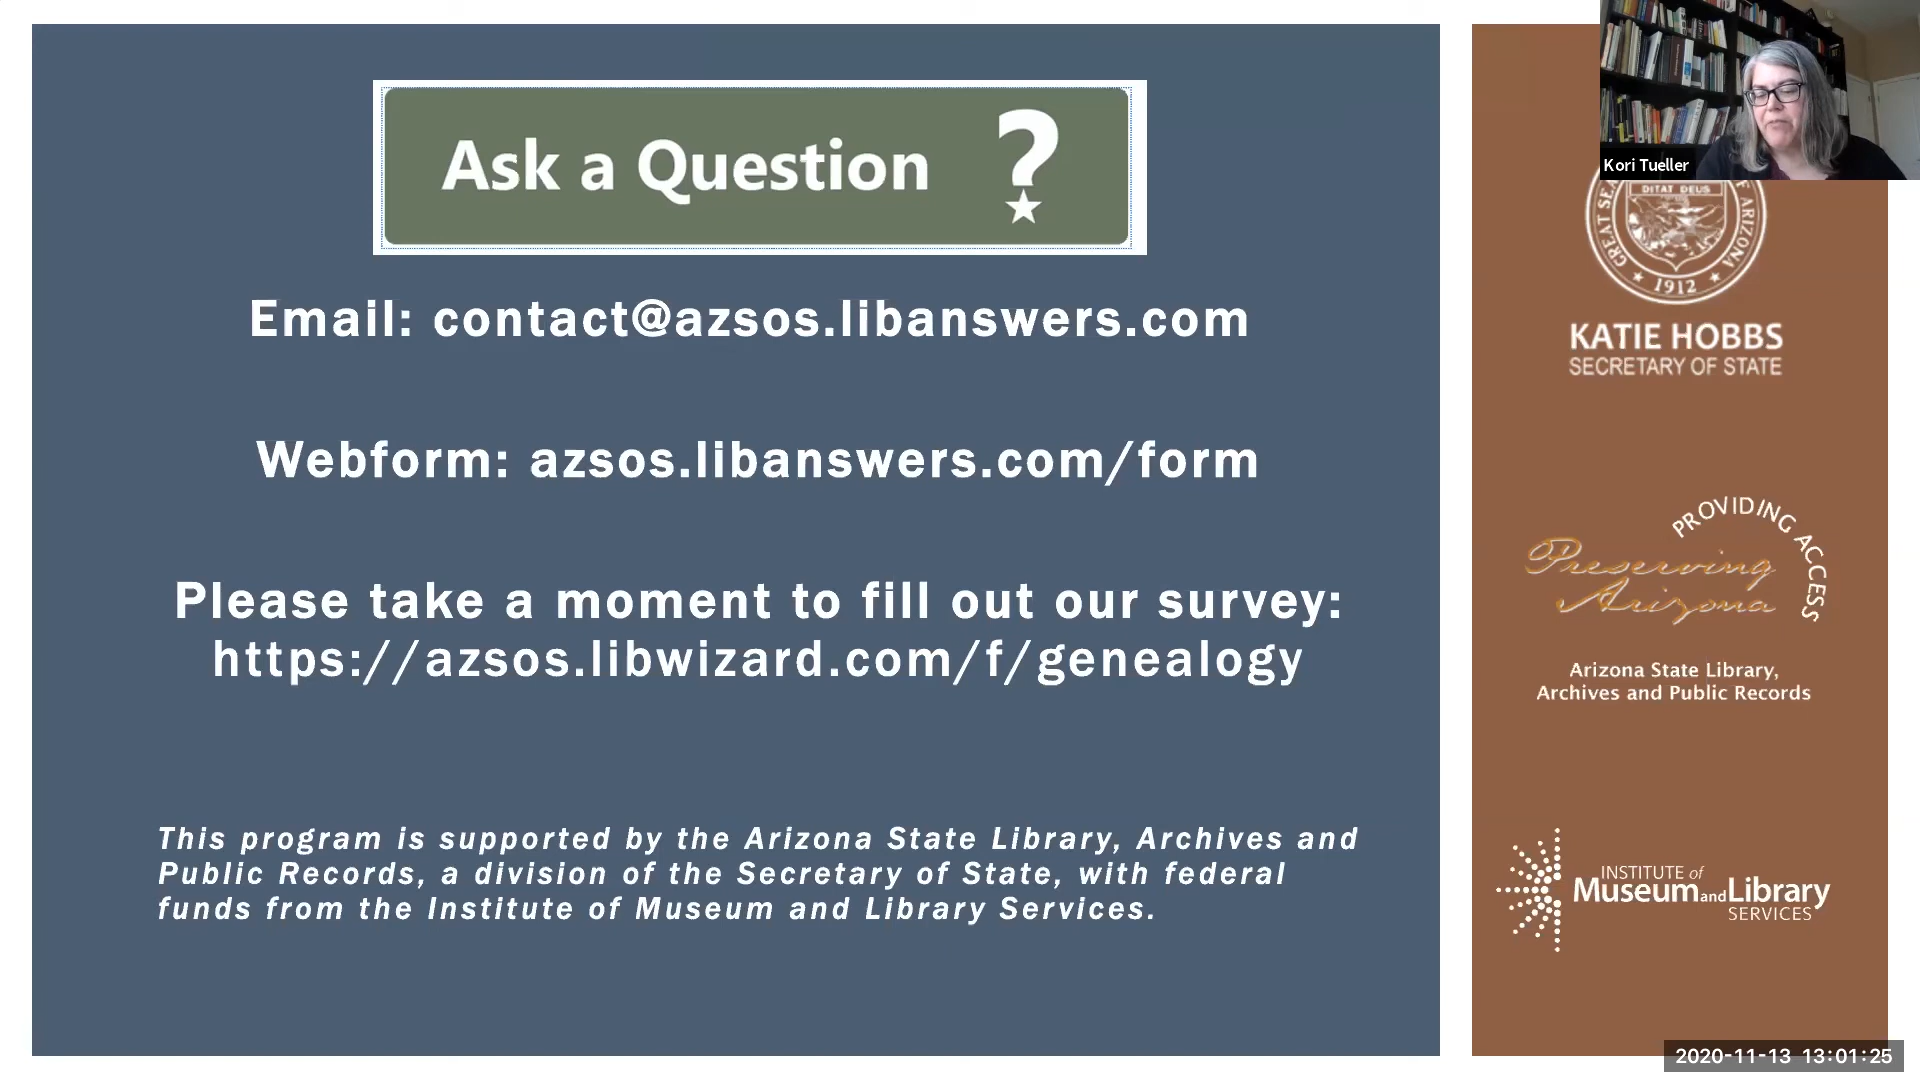 Ask a Question ?
Email: contact@azsos.libanswers.com
Webform: azsos.libanswers.com/form
Please take a moment to fill out our survey:
https://azsos.libwizard.com/f/genealogy
This program is supported by the Arizona State Library, Archives and
Public Records, a division of the Secretary of State, with federal
funds from the Institute of Museum and Library Services.
Kori Tueller
DITAT DEUS
GREAT SE
E ARIZONA
1912
KATIE HOBBS
SECRETARY OF STATE
PROVIDING ACCESS
Preserving
Arizona
Arizona State Library,
Archives and Public Records
INSTITUTE of
Museum and Library
SERVICES
2020-11-13 13:01:25